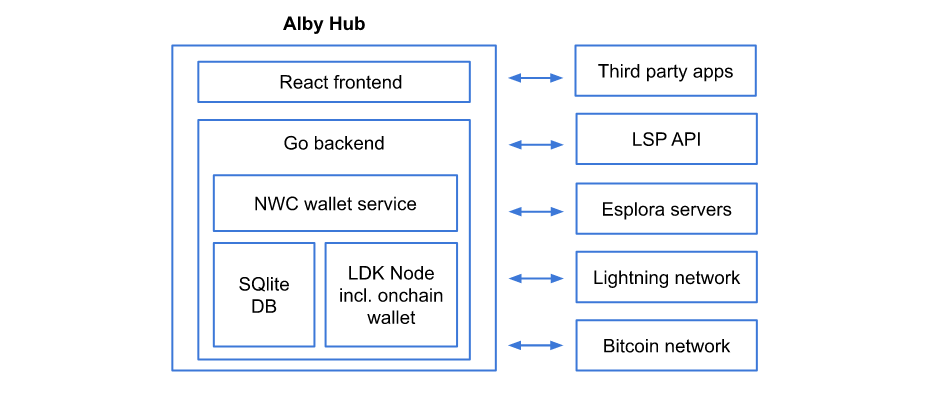 Alby Hub
React frontend
Go backend
NWC wallet service
SQlite
DB
LDK Node
incl. onchain
wallet
Third party apps
LSP API
Esplora servers
Lightning network
Bitcoin network